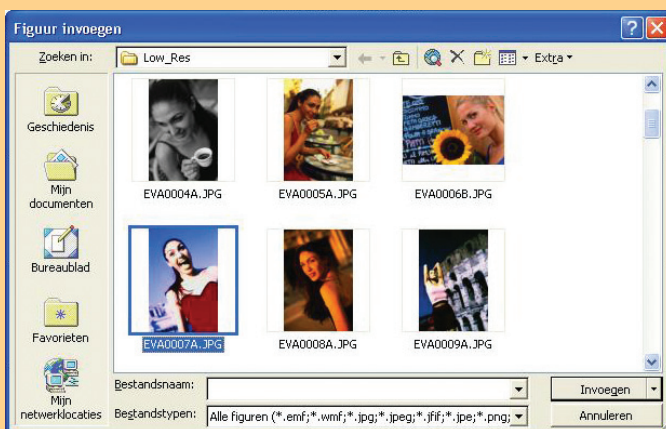 Figuur invoegen
Zoeken in:
Low_Res
Extra
Geschiedenis
Mijn
documenten
Bureaublad
Favorieten
Mijn
netwerklocaties
EVA0004A.JPG
EVA0005A.JPG
EVA0006B.JPG
EVA0007A.JPG
EVA0008A.JPG
EVA0009A.JPG
Bestandsnaam:
Invoegen
Bestandstypen:
Alle figuren (*.emf;*.wmf;*.jpg;*.jpeg;*.jfif;*.jpe;*.png;
Annuleren